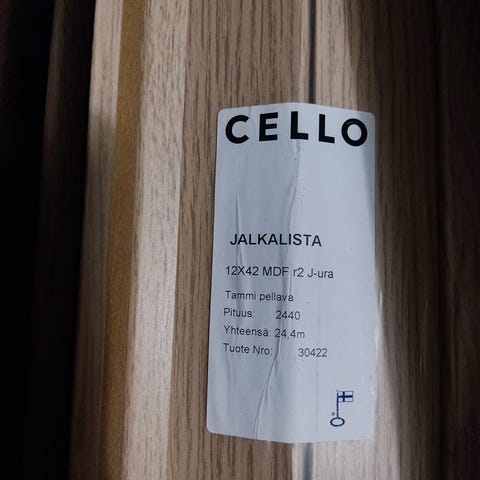 CELLO
JALKALISTA
12X42 MDF r2 J-ura
Tammi pellava
Pituus: 2440
Yhteensä: 24,4m
Tuote Nro: 30422